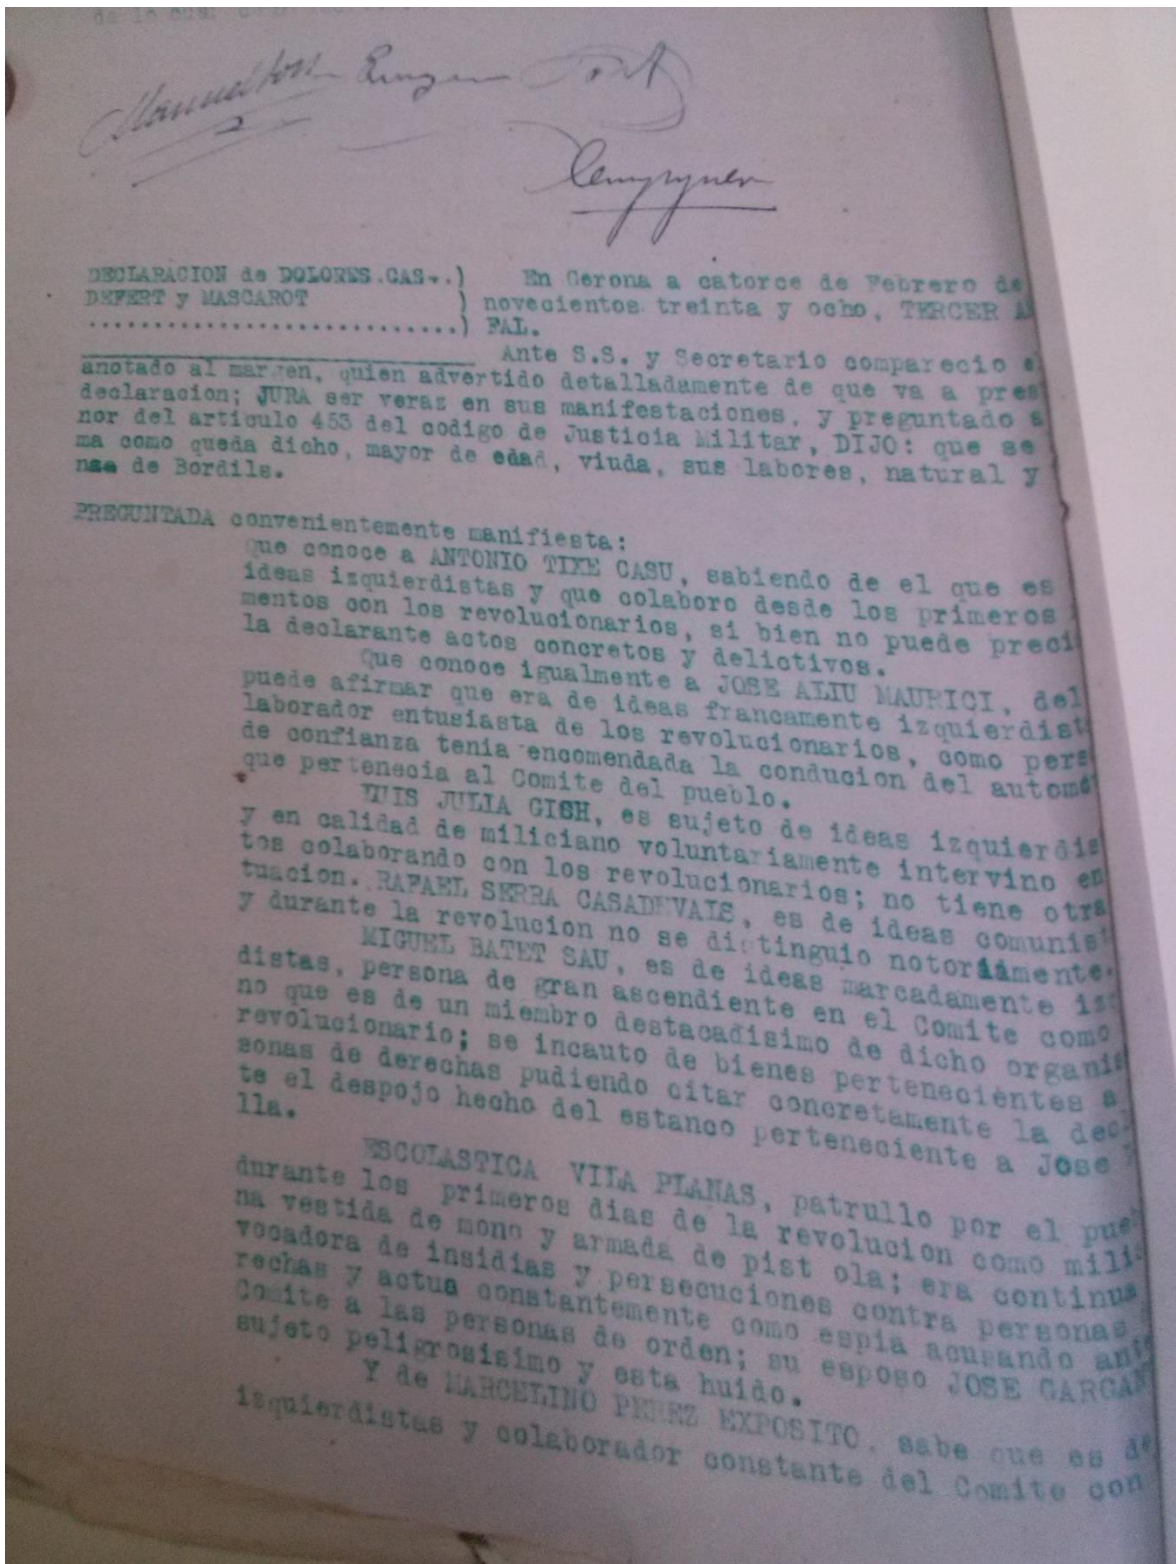 de lo cual
DECLARACION de DOLORES.CAS-.) En Gerona a catorce de Febrero de
DEFERT y MASCAROT ) novecientos treinta y ocho, TERCER A
............................) FAL.
Ante S.S. y Secretario comparecio e
anotado al margen, quien advertido detalladamente de que va a pres
declaracion; JURA ser veraz en sus manifestaciones, y preguntado a
nor del articulo 453 del codigo de Justicia Militar, DIJO: que se
ma como queda dicho, mayor de edad, viuda, sus labores, natural y
nae de Bordils.
PREGUNTADA convenientemente manifiesta:
Que conoce a ANTONIO TIXE CASU, sabiendo de el que es
ideas izquierdistas y que colaboro desde los primeros
mentos con los revolucionarios, si bien no puede preci
la declarante actos concretos y delictivos.
Que conoce igualmente a JOSE ALIU MAURICI, del
puede afirmar que era de ideas francamente izquierdist
laborador entusiasta de los revolucionarios, como pers
de confianza tenia encomendada la conducion del automo
que pertenecia al Comite del pueblo.
LUIS JULIA GISH, es sujeto de ideas izquierdis
y en calidad de miliciano voluntariamente intervino en
tos colaborando con los revolucionarios; no tiene otra
tuacion. RAFAEL SERRA CASADEVALS, es de ideas comunis
y durante la revolucion no se distinguio notoriamente.
MIGUEL BATET SAU, es de ideas marcadamente iz
distas, persona de gran ascendiente en el Comite como
no que es de un miembro destacadisimo de dicho organis
revolucionario; se incauto de bienes pertenecientes a
sonas de derechas pudiendo citar concretamente la dec
te el despojo hecho del estanco perteneciente a Jose
lla.
ESCOLASTICA VILA PLANAS, patrullo por el pueb
durante los primeros dias de la revolucion como mili
na vestida de mono y armada de pist ola; era continua
vocadora de insidias y persecuciones contra personas
rechas y actua constantemente como espia acusando ante
Comite a las personas de orden; su esposo JOSE GARGAN
sujeto peligrosisimo y esta huido.
Y de MARCELINO PEREZ EXPOSITO, sabe que es de
izquierdistas y colaborador constante del Comite con